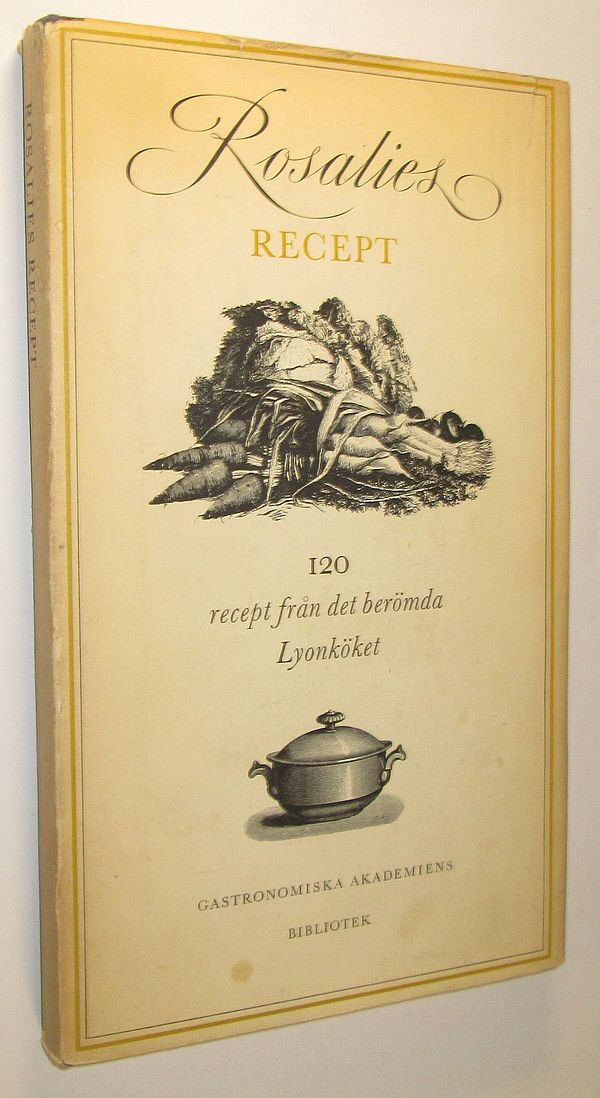 Rosalies
RECEPT
120
recept från det berömda
Lyonköket
GASTRONOMISKA AKADEMIENS
BIBLIOTEK
ROSALIES RECEPT